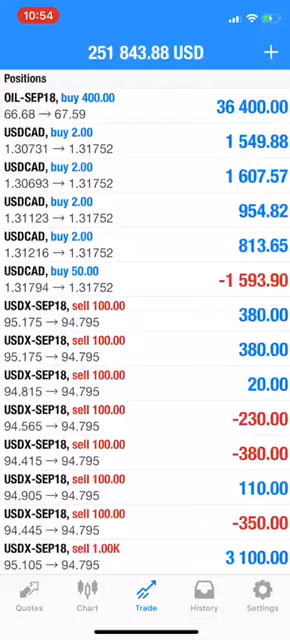 10:54
251 843.88 USD
Positions
OIL-SEP18, buy 400.00
66.68 → 67.59
36 400.00
USDCAD, buy 2.00
1.30731 → 1.31752
1 549.88
USDCAD, buy 2.00
1.30693 → 1.31752
1 607.57
USDCAD, buy 2.00
1.31123 → 1.31752
954.82
USDCAD, buy 2.00
1.31216 → 1.31752
813.65
USDCAD, buy 50.00
1.31794 → 1.31752
-1 593.90
USDX-SEP18, sell 100.00
95.175 → 94.795
380.00
USDX-SEP18, sell 100.00
95.175 → 94.795
380.00
USDX-SEP18, sell 100.00
94.815 → 94.795
20.00
USDX-SEP18, sell 100.00
94.565 → 94.795
-230.00
USDX-SEP18, sell 100.00
94.415 → 94.795
-380.00
USDX-SEP18, sell 100.00
94.905 → 94.795
110.00
USDX-SEP18, sell 100.00
94.445 → 94.795
-350.00
USDX-SEP18, sell 1.00K
95.105 → 94.795
3 100.00
Quotes
Chart
Trade
History
Settings